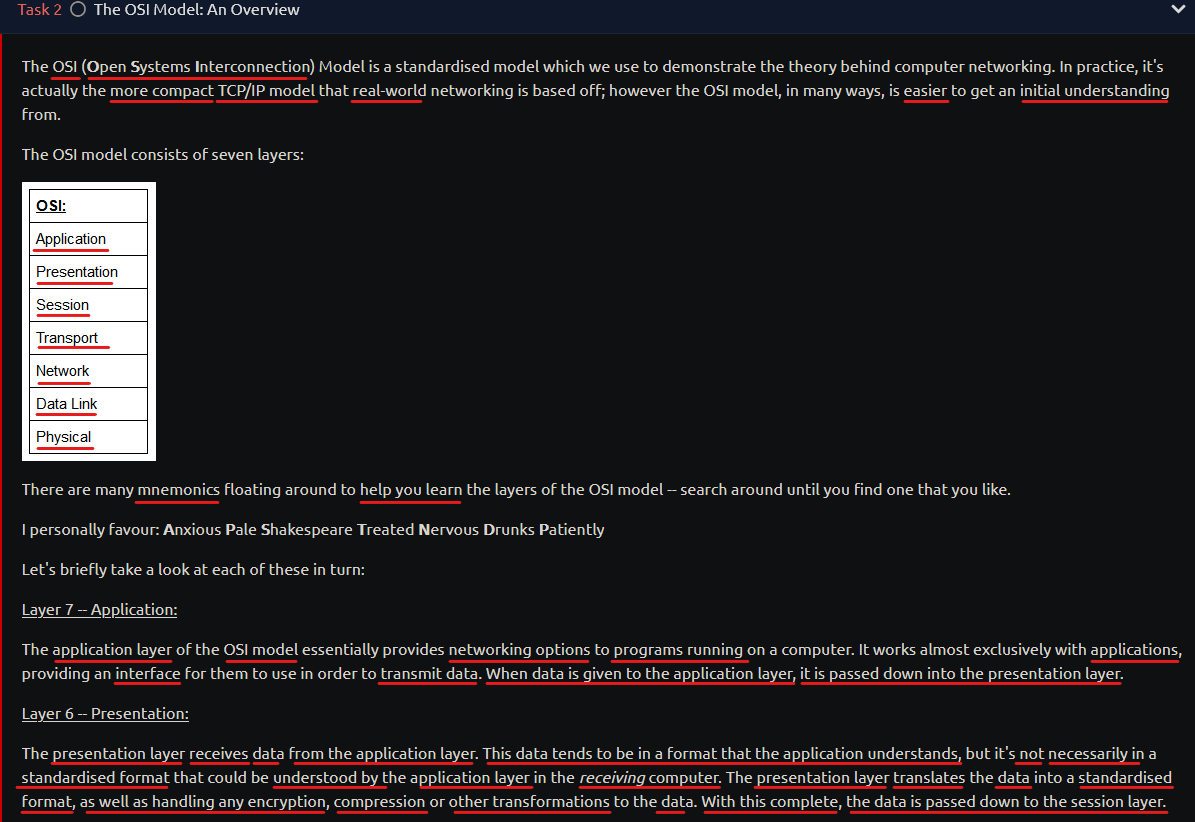 Task 2 The OSI Model: An Overview
The OSI (Open Systems Interconnection) Model is a standardised model which we use to demonstrate the theory behind computer networking. In practice, it's
actually the more compact TCP/IP model that real-world networking is based off; however the OSI model, in many ways, is easier to get an initial understanding
from.
The OSI model consists of seven layers:
OSI:
Application
Presentation
Session
Transport
Network
Data Link
Physical
There are many mnemonics floating around to help you learn the layers of the OSI model -- search around until you find one that you like.
I personally favour: Anxious Pale Shakespeare Treated Nervous Drunks Patiently
Let's briefly take a look at each of these in turn:
Layer 7 -- Application:
The application layer of the OSI model essentially provides networking options to programs running on a computer. It works almost exclusively with applications,
providing an interface for them to use in order to transmit data. When data is given to the application layer, it is passed down into the presentation layer.
Layer 6 -- Presentation:
The presentation layer receives data from the application layer. This data tends to be in a format that the application understands, but it's not necessarily in a
standardised format that could be understood by the application layer in the receiving computer. The presentation layer translates the data into a standardised
format, as well as handling any encryption, compression or other transformations to the data. With this complete, the data is passed down to the session layer.